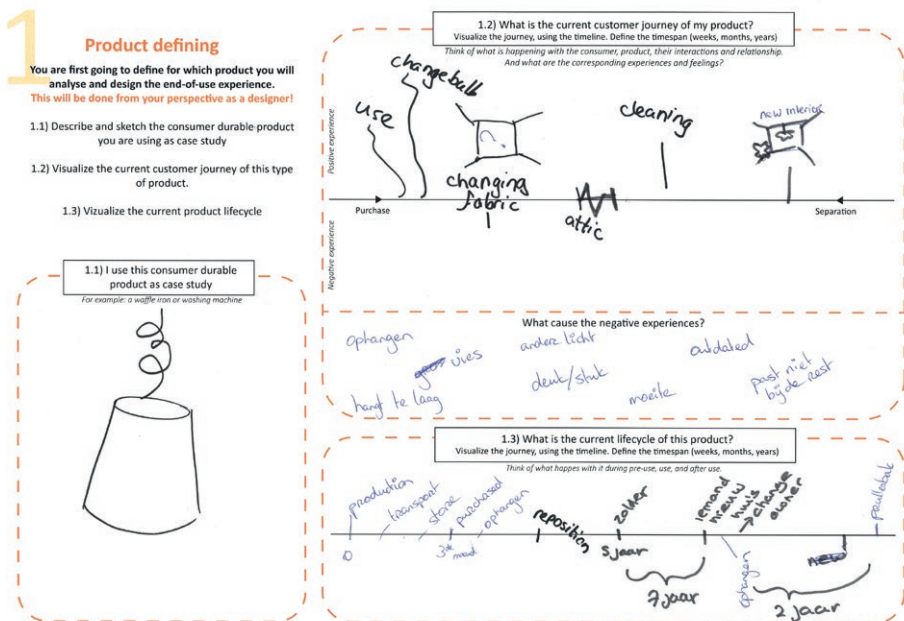 1
Product defining
You are first going to define for which product you will
analyse and design the end-of-use experience.
This will be done from your perspective as a designer!
1.1) Describe and sketch the consumer durable product
you are using as case study
1.2) Visualize the current customer journey of this type
of product.
1.3) Vizualize the current product lifecycle
1.1) I use this consumer durable
product as case study
For example: a waffle iron or washing machine
1.2) What is the current customer journey of my product?
Visualize the journey, using the timeline. Define the timespan (weeks, months, years)
Think of what is happening with the consumer, product, their interactions and relationship.
And what are the corresponding experiences and feelings?
Positive experience
Negative experience
use
changebulb
?
changing
fabric
attic
cleaning
new interior
Purchase
Separation
What cause the negative experiences?
ophangen
vies
andere licht
outdated
hangt te laag
deuk/stuk
moeite
past niet
bij de rest
1.3) What is the current lifecycle of this product?
Visualize the journey, using the timeline. Define the timespan (weeks, months, years)
Think of what happes with it during pre-use, use, and after use.
0
production
transport
store
purchased
3de maand
ophangen
reposition
zolder
5 jaar
7 jaar
iemand
nieuw
huis
→ change
owner
ophangen
2 jaar